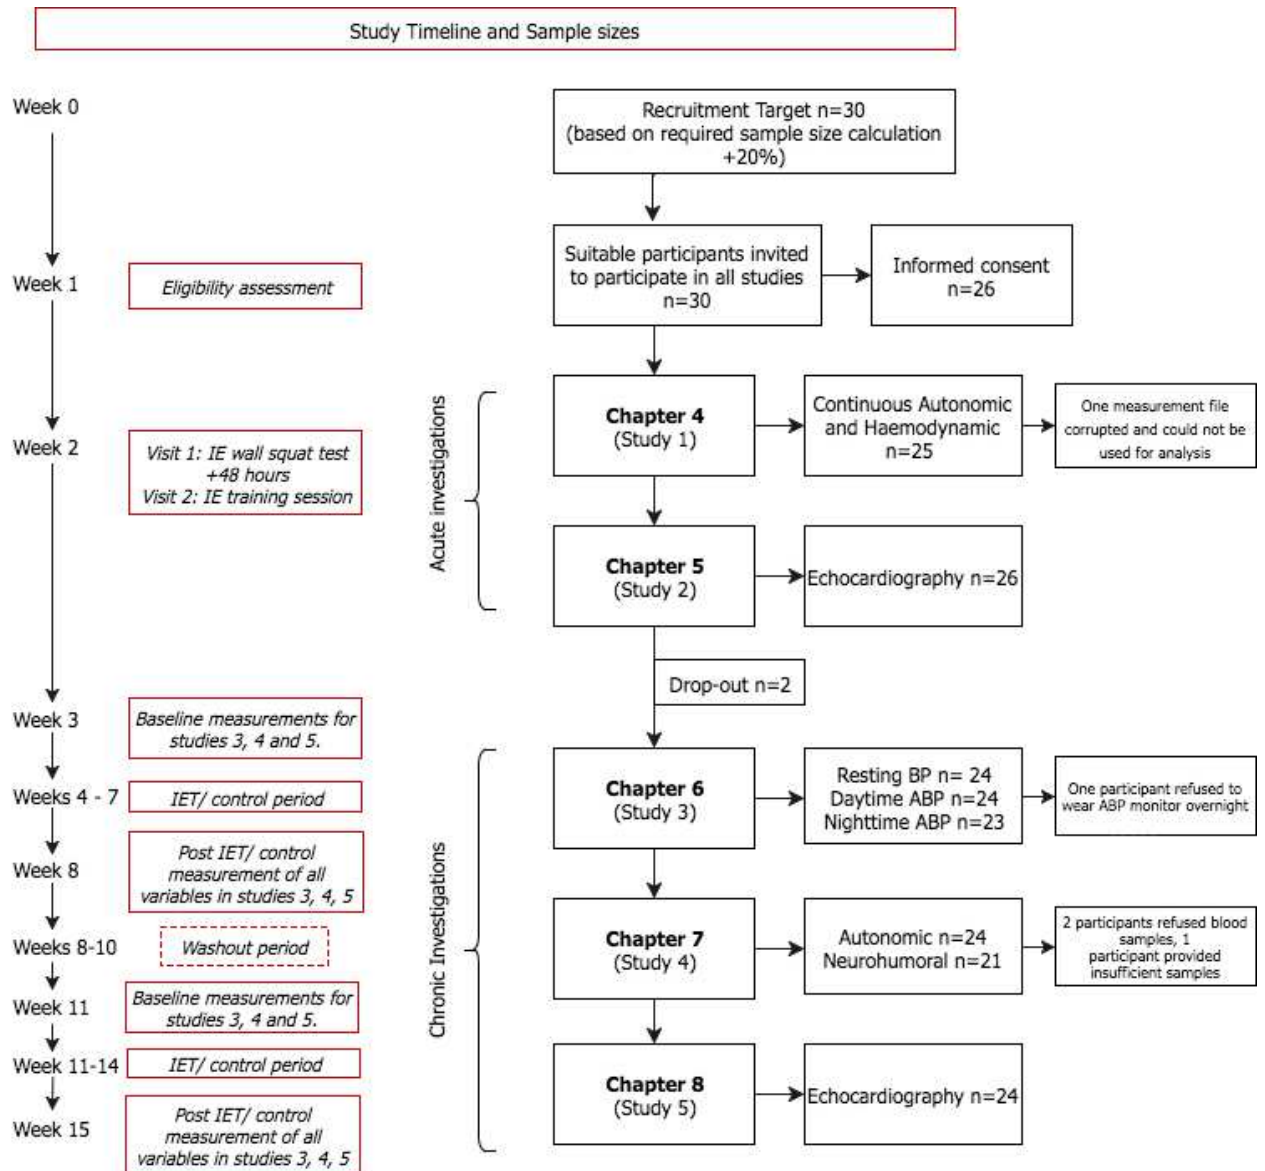 Study Timeline and Sample sizes
Week 0
Recruitment Target n=30
(based on required sample size calculation
+20%)
Week 1
Eligibility assessment
Suitable participants invited
to participate in all studies
n=30
Informed consent
n=26
Week 2
Visit 1: IE wall squat test
+48 hours
Visit 2: IE training session
Acute investigations
Chapter 4
(Study 1)
Continuous Autonomic
and Haemodynamic
n=25
One measurement file
corrupted and could not be
used for analysis
Chapter 5
(Study 2)
Echocardiography n=26
Drop-out n=2
Week 3
Baseline measurements for
studies 3, 4 and 5.
Weeks 4 - 7
IET/ control period
Week 8
Post IET/ control
measurement of all
variables in studies 3, 4, 5
Weeks 8-10
Washout period
Week 11
Baseline measurements for
studies 3, 4 and 5.
Week 11-14
IET/ control period
Week 15
Post IET/ control
measurement of all
variables in studies 3, 4, 5
Chronic Investigations
Chapter 6
(Study 3)
Resting BP n= 24
Daytime ABP n=24
Nighttime ABP n=23
One participant refused to
wear ABP monitor overnight
Chapter 7
(Study 4)
Autonomic n=24
Neurohumoral n=21
2 participants refused blood
samples, 1
participant provided
insufficient samples
Chapter 8
(Study 5)
Echocardiography n=24